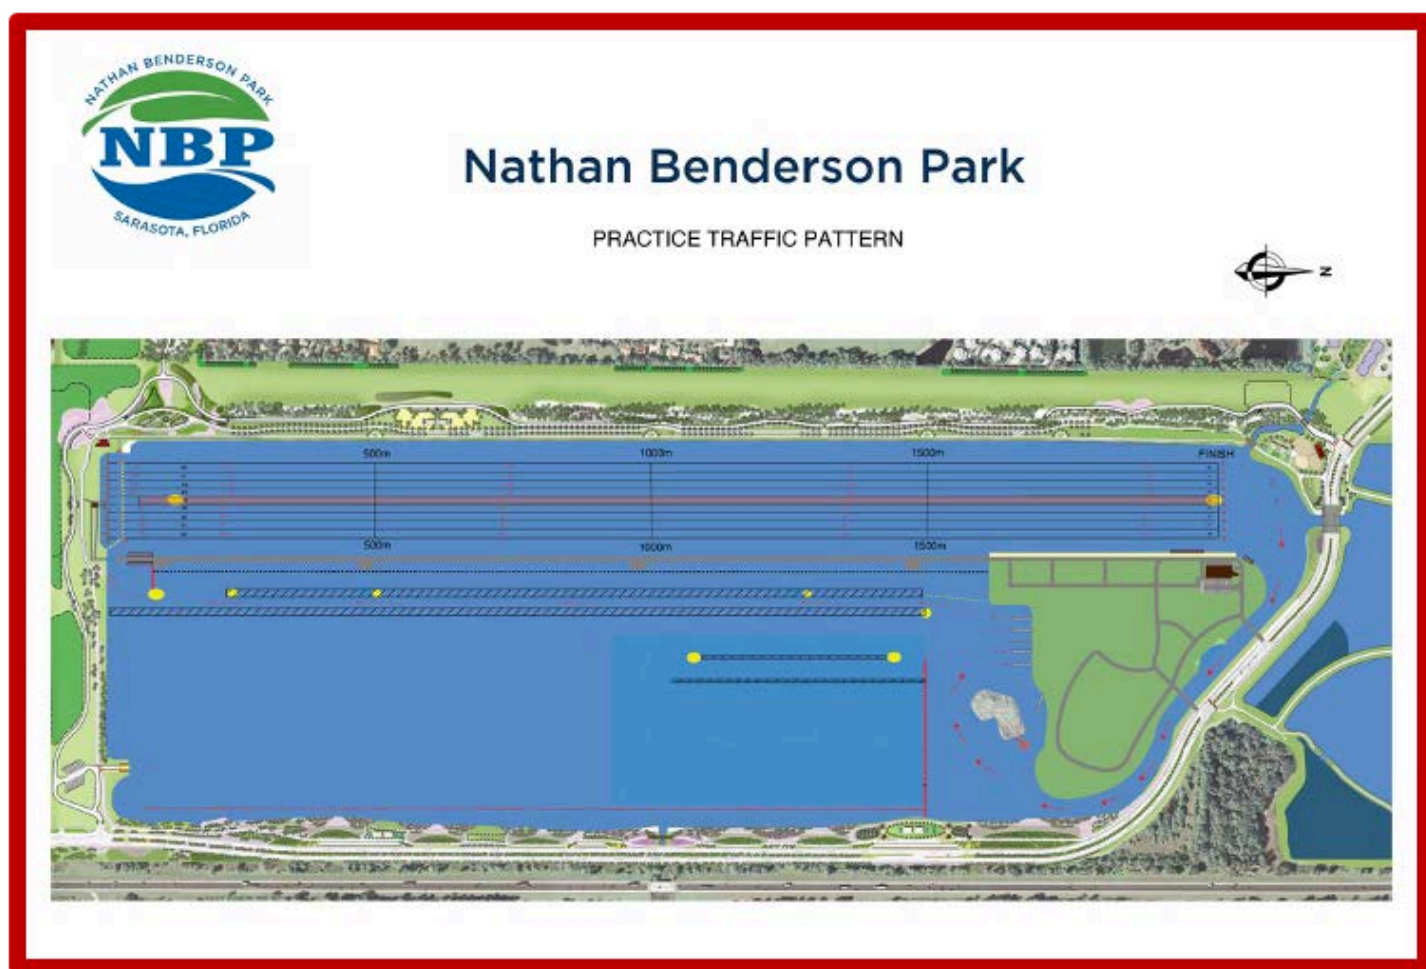 NATHAN BENDERSON PARK
NBP
SARASOTA, FLORIDA
Nathan Benderson Park
PRACTICE TRAFFIC PATTERN
N
500m 1000m 1500m FINISH
500m 1000m 1500m